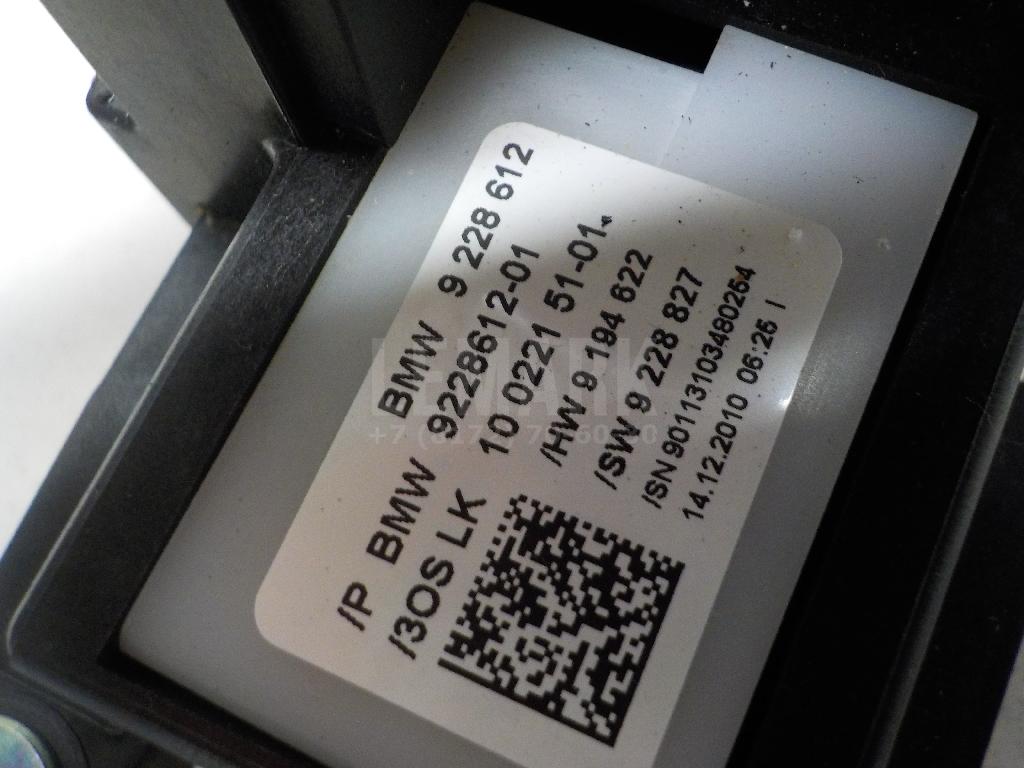 BMW 9 228 612
/P BMW 9228612-01
/3OS LK 10 0221 51-01
/HW 9 194 622
/SW 9 228 827
/SN 9011310348025
14.12.2010 06:26 I
LEMARK